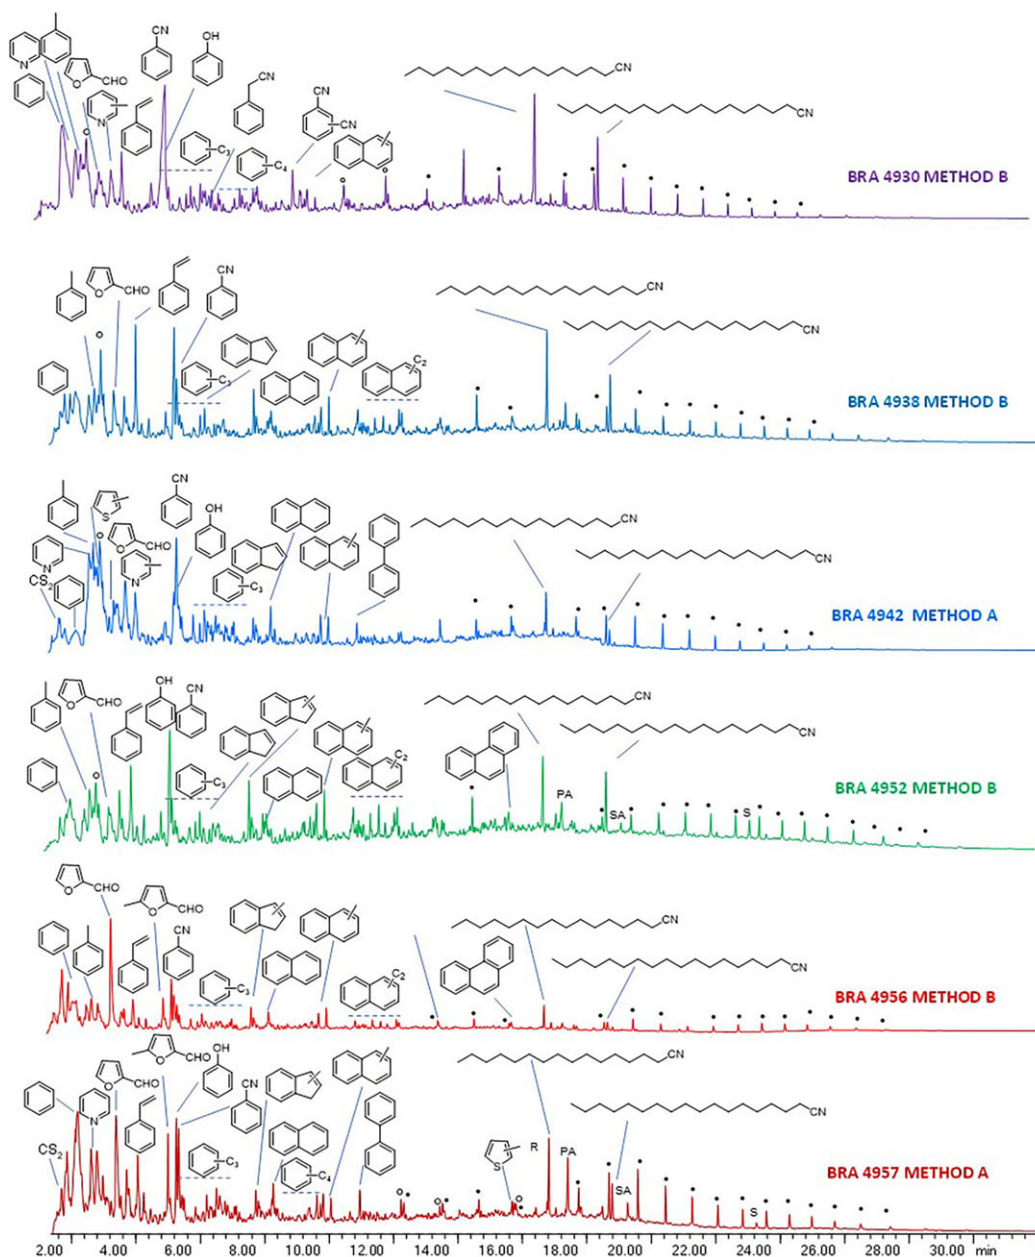 CN
OH
CN
CHO
O
N
N
CN
CN
CN
C3
C4
CN
CN
BRA 4930 METHOD B
CHO
O
CN
C3
C2
CN
CN
BRA 4938 METHOD B
CN
S
OH
CHO
O
N
N
CS2
C3
CN
CN
BRA 4942 METHOD A
OH
CN
CHO
O
C3
C2
CN
CN
PA
SA
S
BRA 4952 METHOD B
CHO
O
CHO
O
CN
C3
C2
CN
CN
BRA 4956 METHOD B
CHO
O
OH
CHO
O
N
CN
CS2
C3
C4
S
CN
CN
R
PA
SA
S
BRA 4957 METHOD A
2.00 4.00 6.00 8.00 10.00 12.00 14.00 16.00 18.00 20.00 22.00 24.00 26.00 28.00 30.00 min